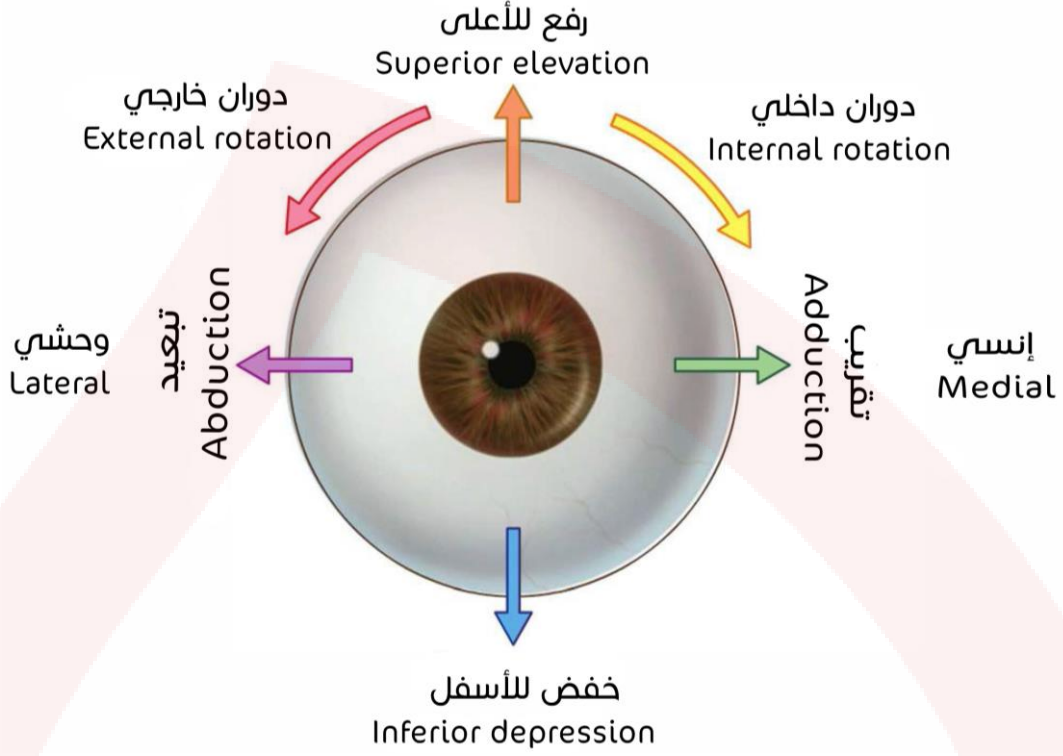 رفع للأعلى
Superior elevation
دوران خارجي
External rotation
دوران داخلي
Internal rotation
وحشي
Lateral
تبعيد
Abduction
Adduction
تقريب
إنسي
Medial
خفض للأسفل
Inferior depression